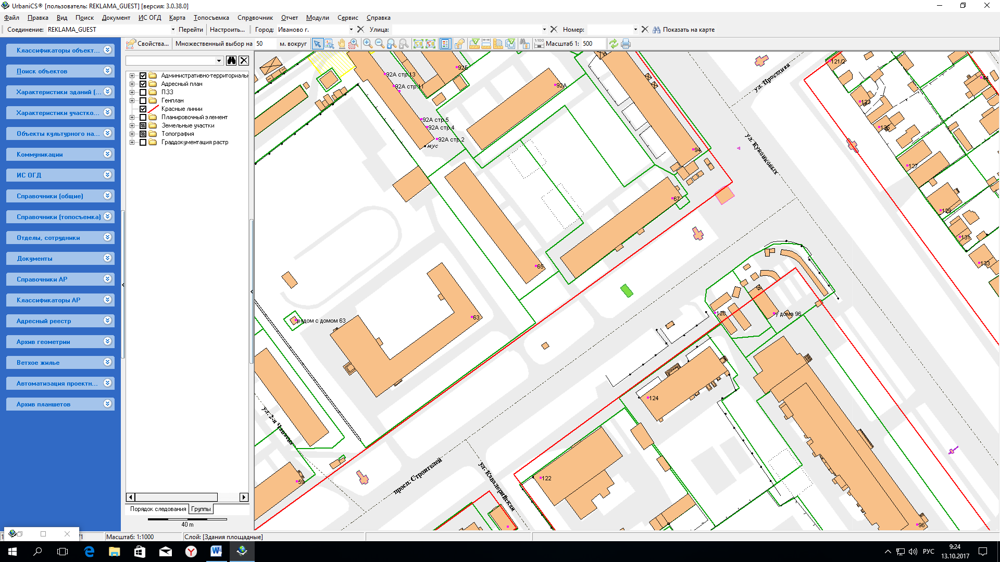 UrbaniCS® [пользователь: REKLAMA_GUEST] [версия: 3.0.38.0]
Файл Правка Вид Поиск Документ ИС ОГД Карта Топосъемка Справочник Отчет Модули Сервис Справка
Соединение: REKLAMA_GUEST Перейти Настроить... Город: Иваново г. Улица: Номер: Показать на карте
Свойства... Множественный выбор на 50 м. вокруг 1:100 Масштаб 1: 500
Классификаторы объект...
Поиск объектов
Характеристики зданий (...
Характеристики участко...
Объекты культурного на...
Коммуникации
ИС ОГД
Справочники (общие)
Справочники (топосъемка)
Отделы, сотрудники
Документы
Справочники АР
Классификаторы АР
Адресный реестр
Архив геометрии
Ветхое жилье
Автоматизация проектн...
Архив планшетов
Административно-территориаль
Адресный план
ПЗЗ
Генплан
Красные линии
Планировочный элемент
Земельные участки
Топография
Граддокументация растр
Порядок следования Группы
40 m
92А стр.13
92А стр.11
92Б
92А
92А стр.5
92А стр.4
92А стр.2
мус
94
67
65
63
рядом с домом 63
59
ул. Проездная
ул. Куконковых
121/2
44
123
125
127
129
131
133
128
у дома 96
124
122
96
ул. 2-я Чапаева
просп. Строителей
ул. Кавалерийская
Масштаб: 1:1000
Слой: [Здания площадные]
РУС
9:24
13.10.2017